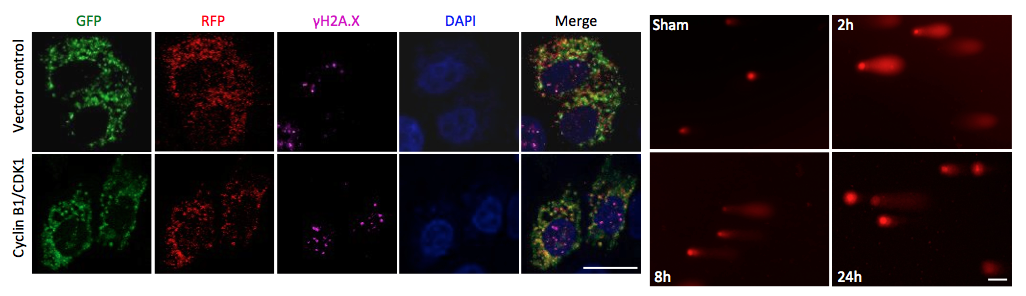 GFP RFP γH2A.X DAPI Merge
Vector control
Cyclin B1/CDK1
Sham 2h
8h 24h